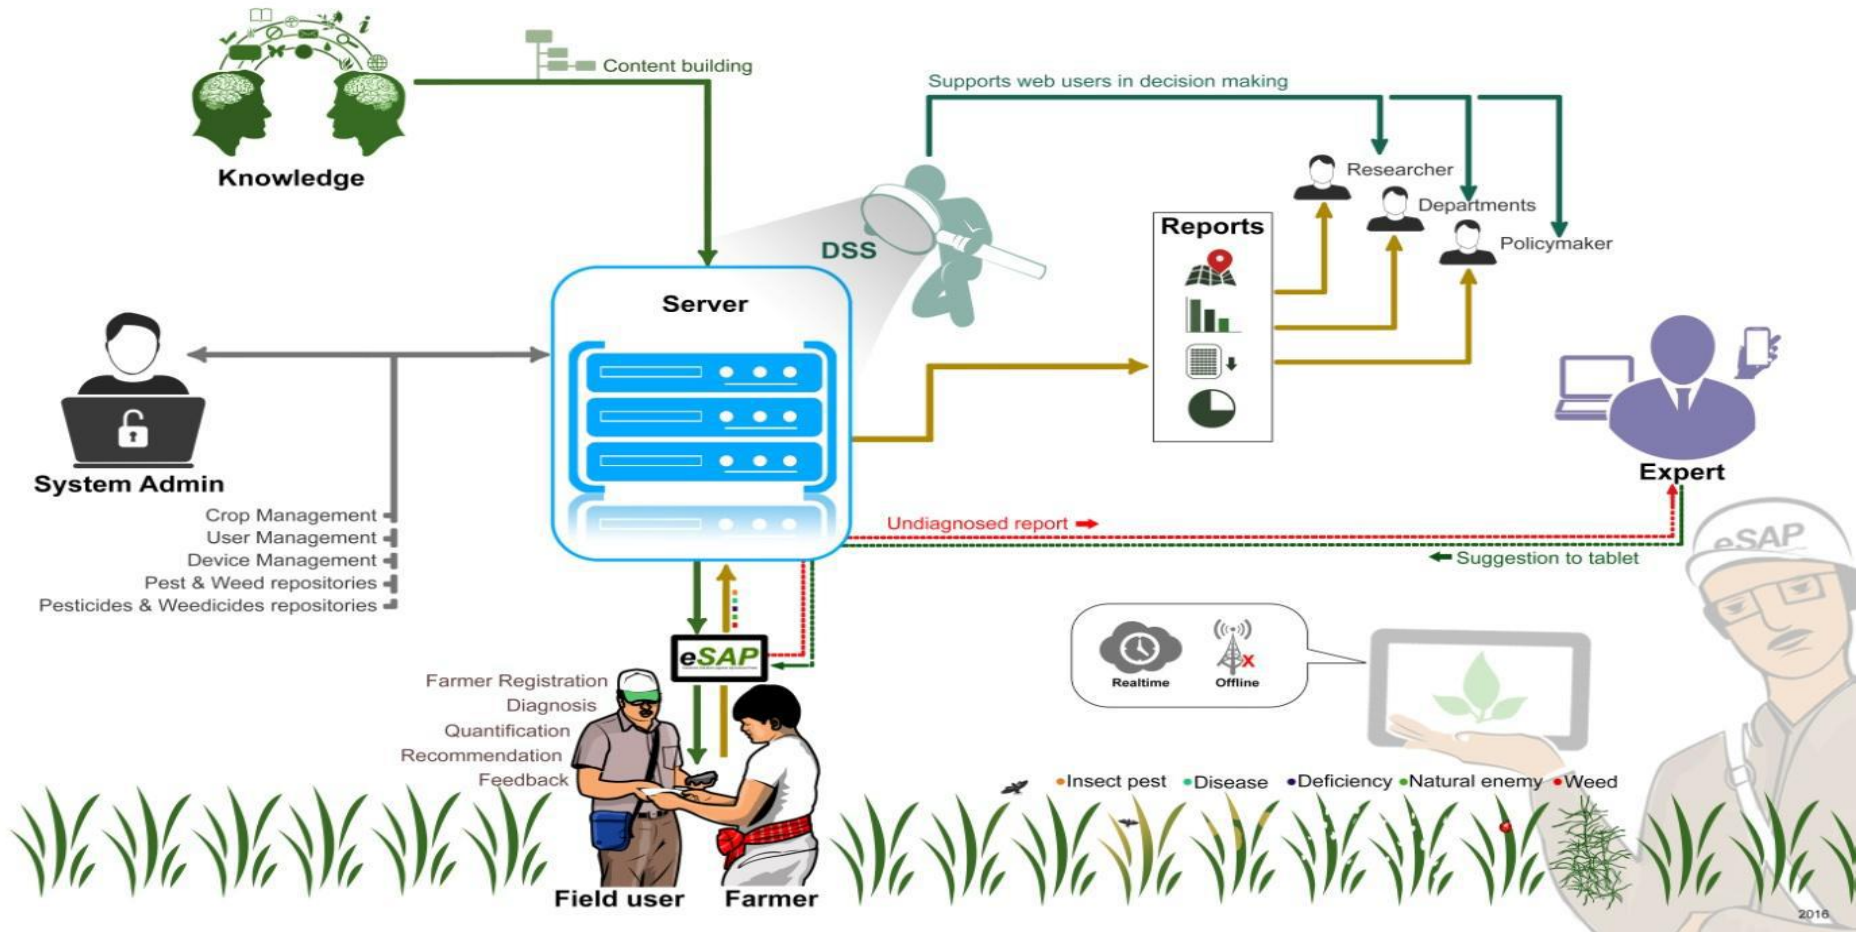 Content building
Knowledge
Supports web users in decision making
Researcher
Departments
Policymaker
Reports
DSS
Server
System Admin
Crop Management
User Management
Device Management
Pest & Weed repositories
Pesticides & Weedicides repositories
Expert
Undiagnosed report
Suggestion to tablet
eSAP
eSAP
Realtime
Offline
x
Farmer Registration
Diagnosis
Quantification
Recommendation
Feedback
Insect pest
Disease
Deficiency
Natural enemy
Weed
Field user
Farmer
2016